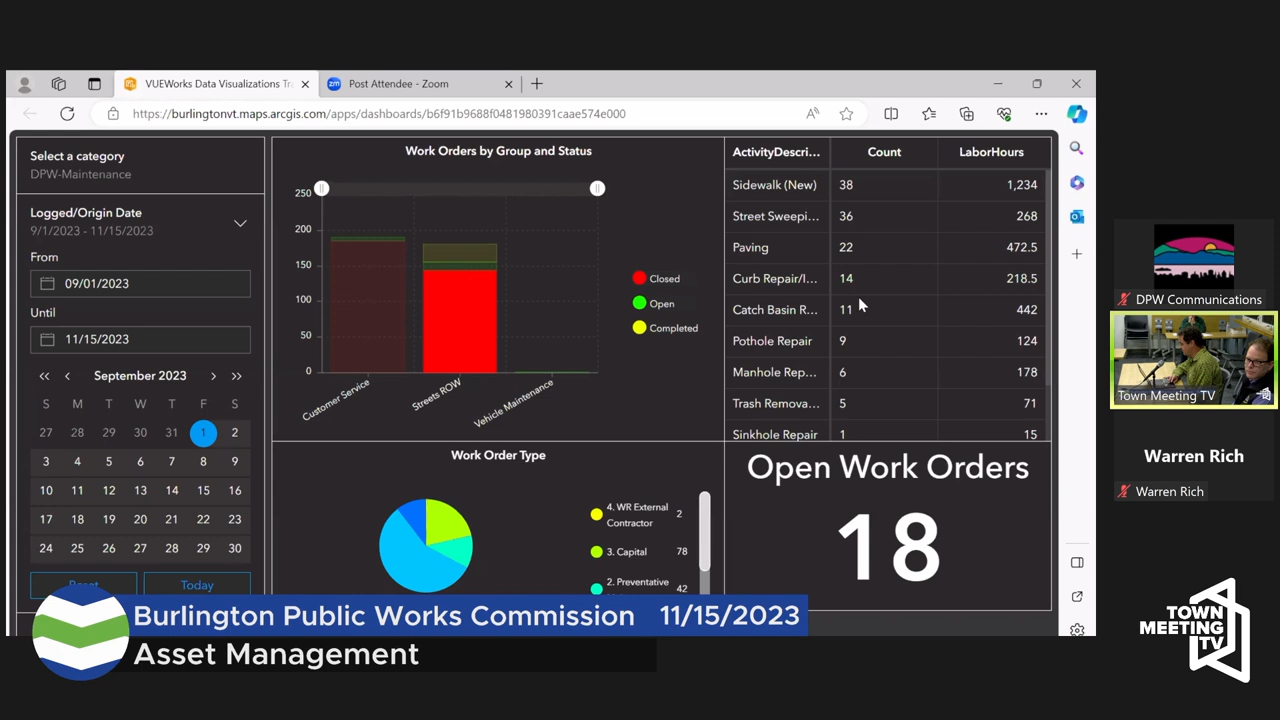 VUEWorks Data Visualizations Tr
zm
Post Attendee - Zoom
https://burlingtonvt.maps.arcgis.com/apps/dashboards/b6f91b9688f0481980391caae574e000
Select a category
DPW-Maintenance
Logged/Origin Date
9/1/2023 - 11/15/2023
From
09/01/2023
Until
11/15/2023
September 2023
S M T W T F S
27 28 29 30 31 1 2
3 4 5 6 7 8 9
10 11 12 13 14 15 16
17 18 19 20 21 22 23
24 25 26 27 28 29 30
Reset Today
Work Orders by Group and Status
250
200
150
100
50
0
Customer Service
Streets ROW
Vehicle Maintenance
Closed
Open
Completed
Work Order Type
4. WR External Contractor 2
3. Capital 78
2. Preventative 42
ActivityDescri... Count LaborHours
Sidewalk (New) 38 1,234
Street Sweepi... 36 268
Paving 22 472.5
Curb Repair/I... 14 218.5
Catch Basin R... 11 442
Pothole Repair 9 124
Manhole Rep... 6 178
Trash Remova... 5 71
Sinkhole Repair 1 15
Open Work Orders
18
DPW Communications
Town Meeting TV
Warren Rich
Warren Rich
Burlington Public Works Commission 11/15/2023
Asset Management
TOWN
MEETING
TV